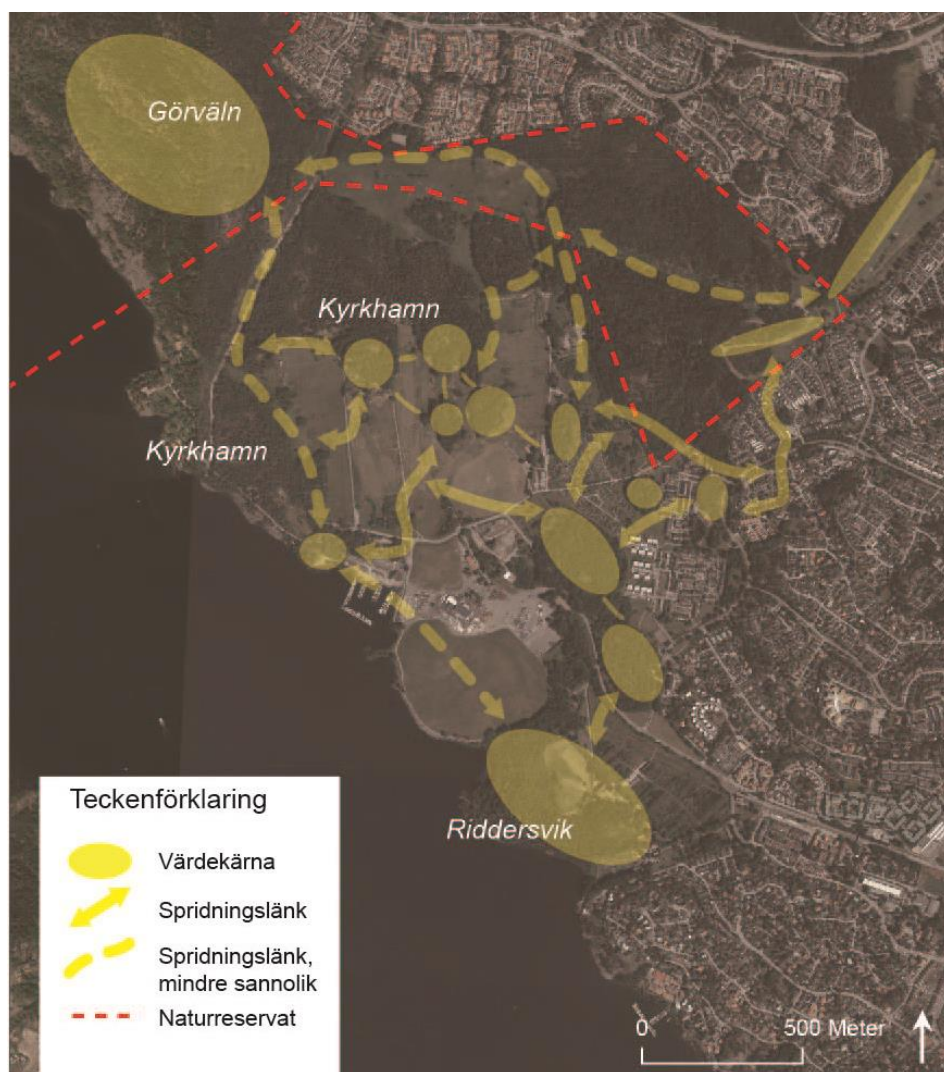 Görväln
Kyrkhamn
Kyrkhamn
Riddersvik
Teckenförklaring
Värdekärna
Spridningslänk
Spridningslänk,
mindre sannolik
Naturreservat
0 500 Meter